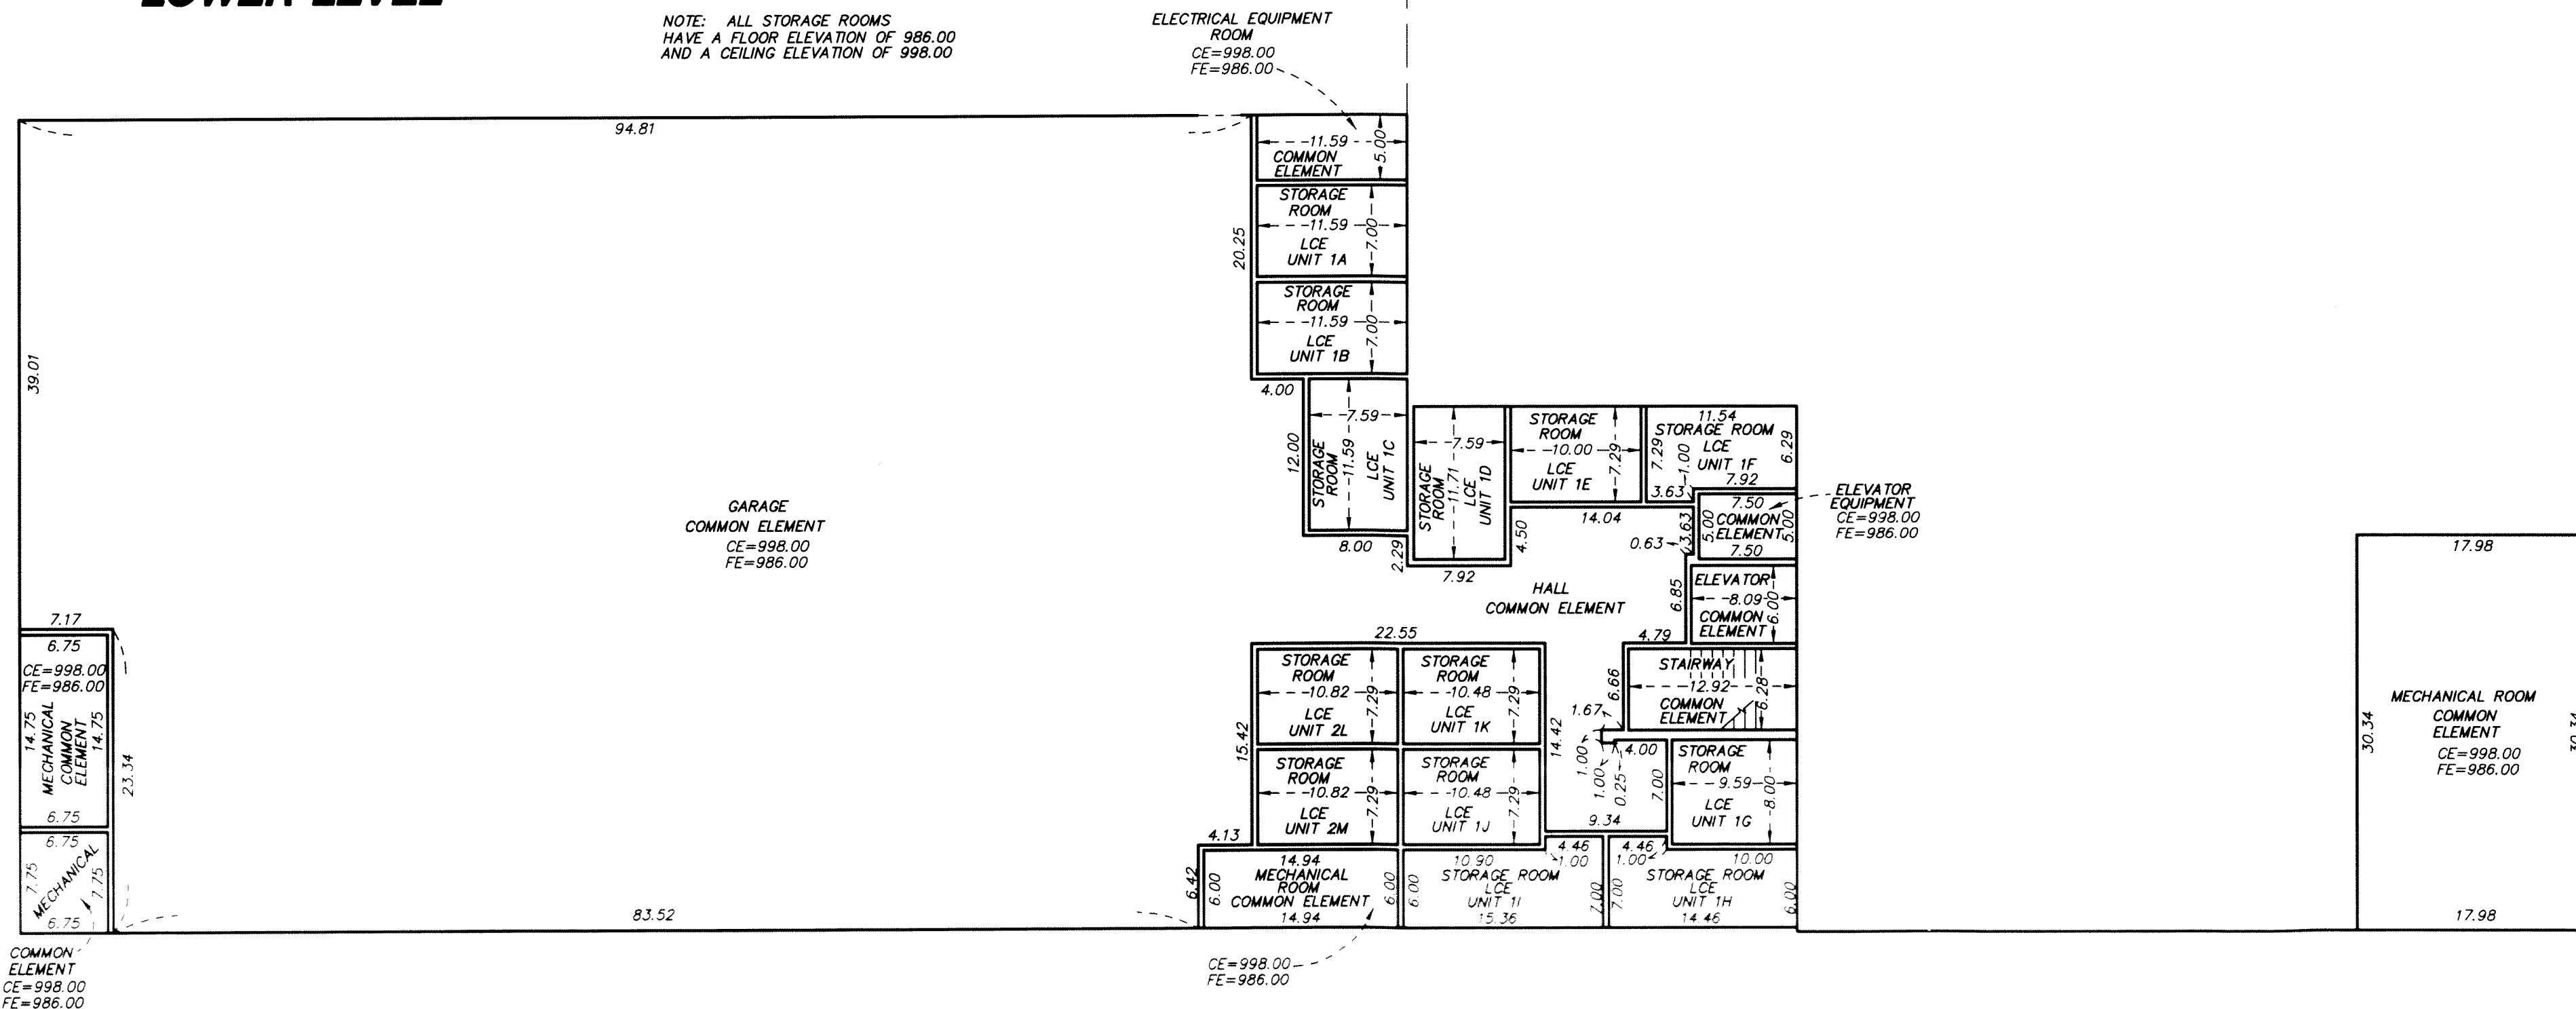 LOWER LEVEL
NOTE: ALL STORAGE ROOMS
HAVE A FLOOR ELEVATION OF 986.00
AND A CEILING ELEVATION OF 998.00
ELECTRICAL EQUIPMENT
ROOM
CE=998.00
FE=986.00
94.81
39.01
GARAGE
COMMON ELEMENT
CE=998.00
FE=986.00
7.17
6.75
CE=998.00
FE=986.00
14.75
MECHANICAL
COMMON
ELEMENT
14.75
23.34
6.75
6.75
7.75
MECHANICAL
7.75
6.75
COMMON
ELEMENT
CE=998.00
FE=986.00
83.52
11.59
5.00
COMMON
ELEMENT
20.25
STORAGE
ROOM
11.59
7.00
LCE
UNIT 1A
STORAGE
ROOM
11.59
7.00
LCE
UNIT 1B
4.00
12.00
7.59
STORAGE
ROOM
11.59
LCE
UNIT 1C
8.00
2.29
7.59
STORAGE
ROOM
11.71
LCE
UNIT 1D
7.92
4.50
STORAGE
ROOM
10.00
7.29
LCE
UNIT 1E
14.04
11.54
STORAGE ROOM
LCE
UNIT 1F
7.29
1.00
6.29
7.92
3.63
3.63
0.63
7.50
5.00
COMMON
ELEMENT
5.00
7.50
ELEVATOR
EQUIPMENT
CE=998.00
FE=986.00
HALL
COMMON ELEMENT
6.85
ELEVATOR
8.09
6.00
COMMON
ELEMENT
4.79
22.55
6.66
STAIRWAY
12.92
6.28
COMMON
ELEMENT
1.67
1.00
1.00
0.25
4.00
7.00
STORAGE
ROOM
9.59
8.00
LCE
UNIT 1G
9.34
14.42
15.42
STORAGE
ROOM
10.82
7.29
LCE
UNIT 2L
STORAGE
ROOM
10.48
7.29
LCE
UNIT 1K
STORAGE
ROOM
10.82
7.29
LCE
UNIT 2M
STORAGE
ROOM
10.48
7.29
LCE
UNIT 1J
4.13
6.42
6.00
14.94
MECHANICAL
ROOM
COMMON ELEMENT
14.94
6.00
CE=998.00
FE=986.00
6.00
10.90
4.46
1.00
STORAGE ROOM
LCE
UNIT 1I
15.36
7.00
7.00
4.46
1.00
10.00
STORAGE ROOM
LCE
UNIT 1H
14.46
6.00
17.98
30.34
MECHANICAL ROOM
COMMON
ELEMENT
CE=998.00
FE=986.00
30.34
17.98